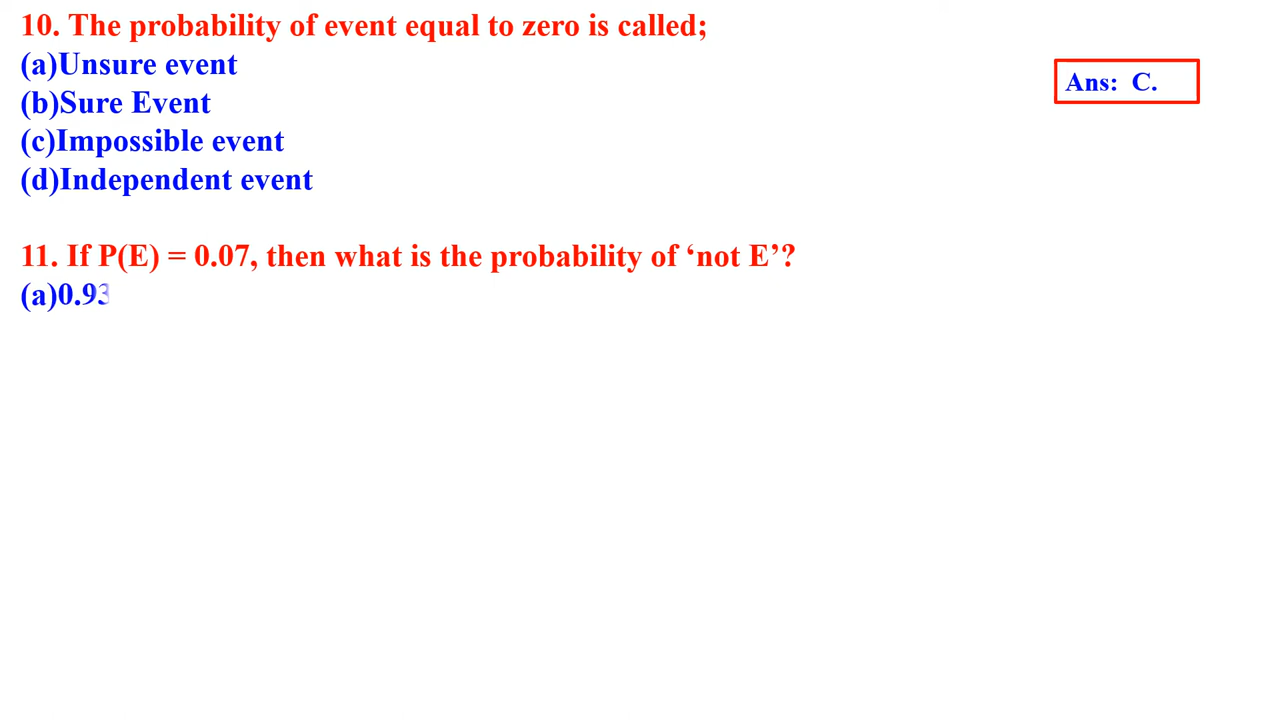 10. The probability of event equal to zero is called;
(a)Unsure event
Ans: C.
(b)Sure Event
(c)Impossible event
(d)Independent event
11. If P(E) = 0.07, then what is the probability of ‘not E’?
(a)0.93